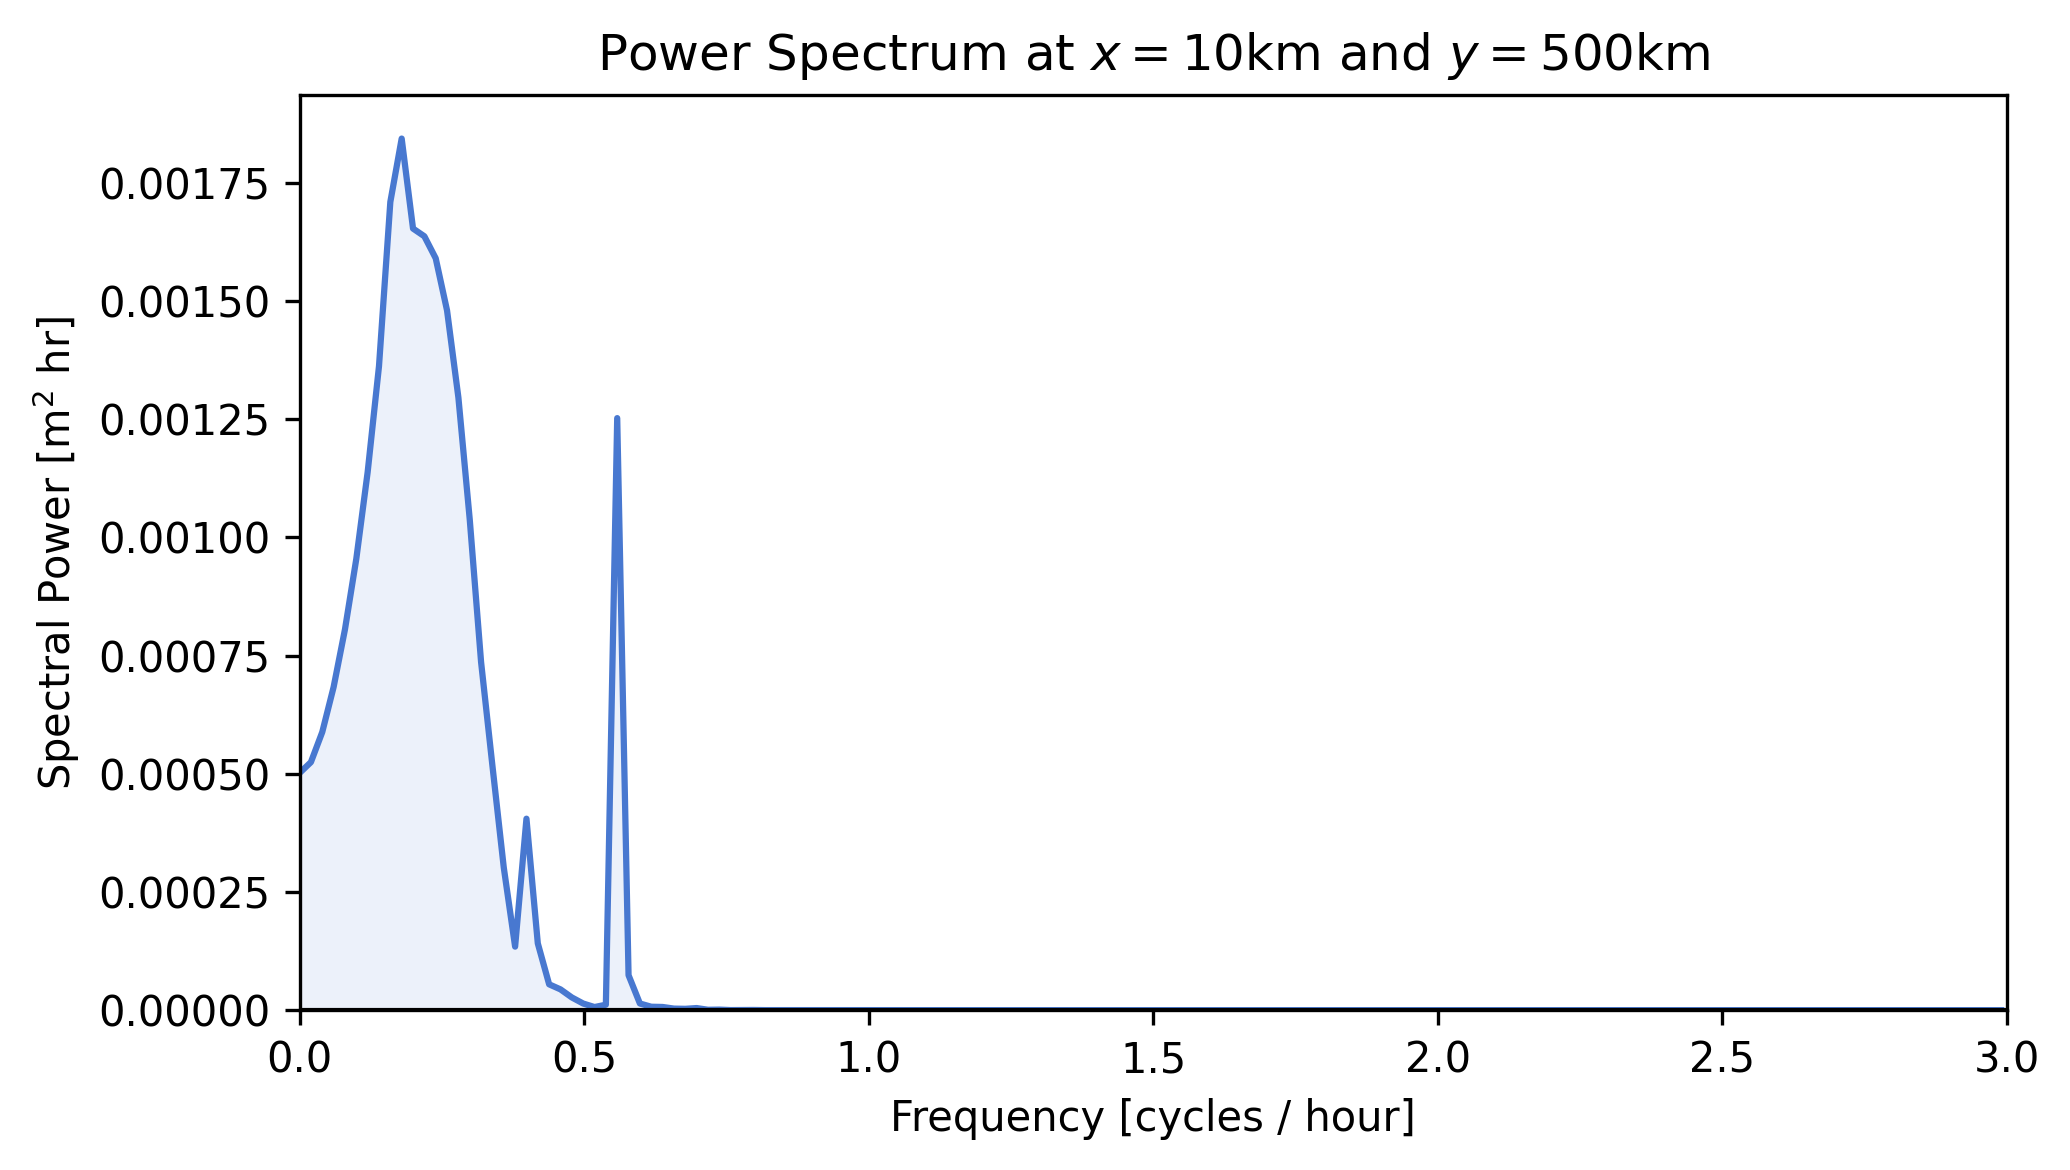 Power Spectrum at x = 10km and y = 500km
Spectral Power [m² hr]
0.00175
0.00150
0.00125
0.00100
0.00075
0.00050
0.00025
0.00000
0.0 0.5 1.0 1.5 2.0 2.5 3.0
Frequency [cycles / hour]